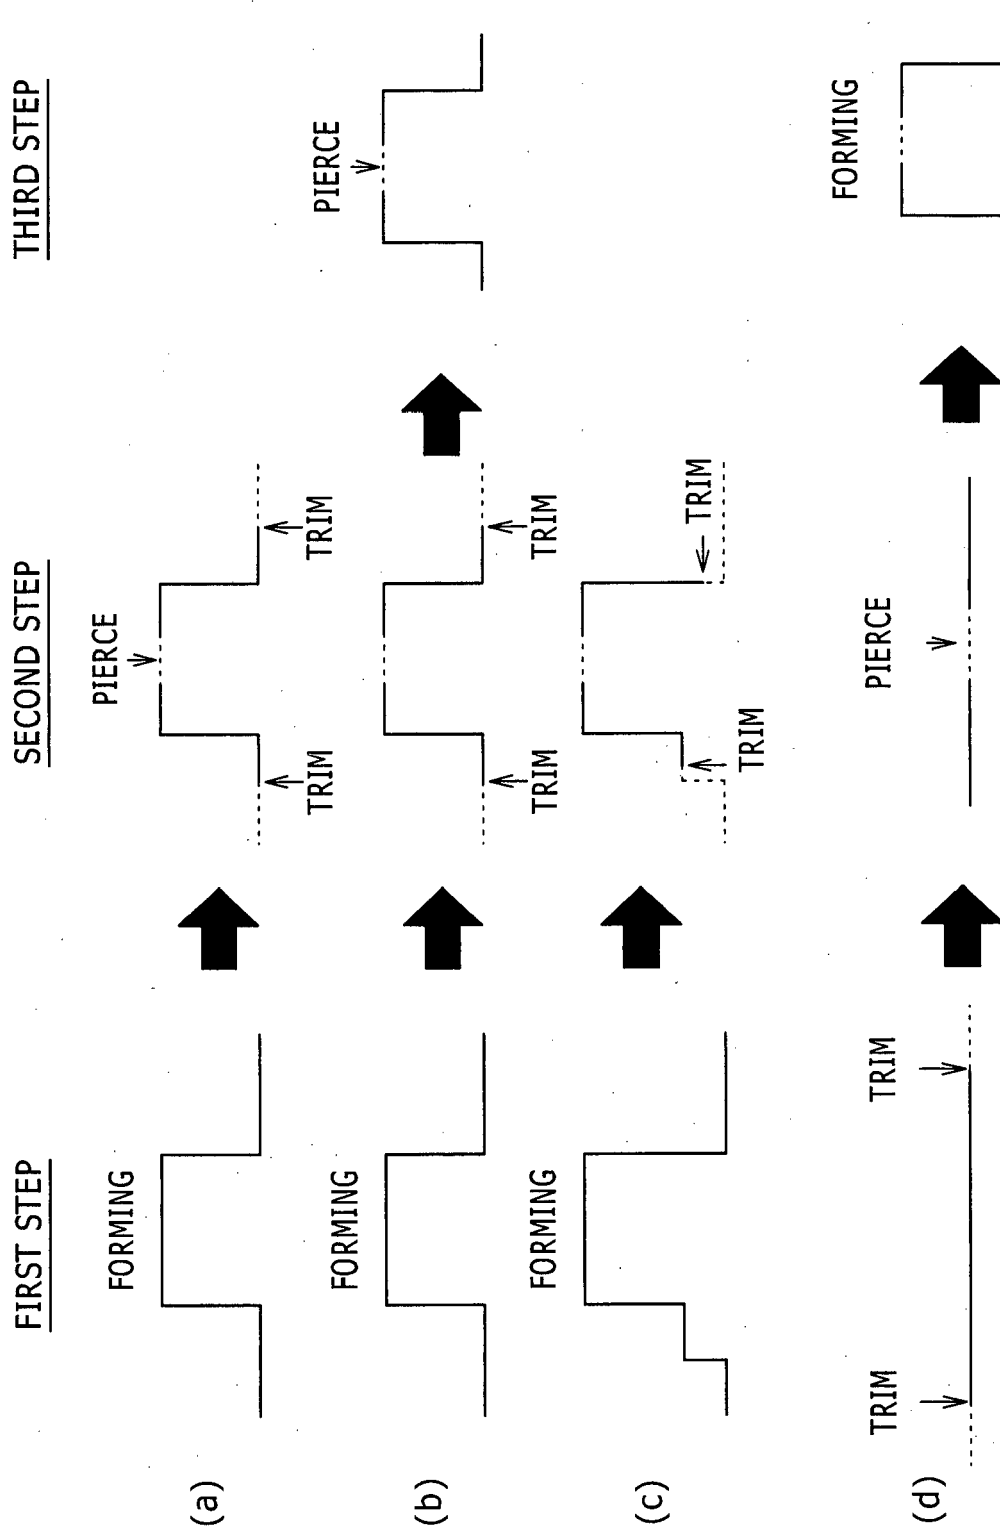 FIRST STEP
SECOND STEP
THIRD STEP
(a)
FORMING
TRIM
PIERCE
TRIM
(b)
FORMING
TRIM
TRIM
PIERCE
(c)
FORMING
TRIM
TRIM
(d)
TRIM
TRIM
PIERCE
FORMING